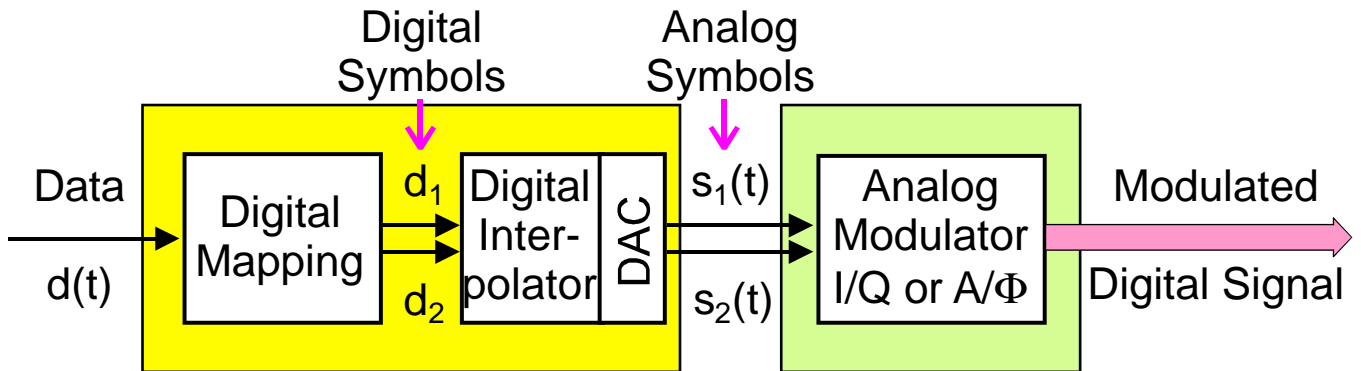 Digital
Symbols
Analog
Symbols
Data
d(t)
Digital
Mapping
d₁
d₂
Digital
Inter-
polator
DAC
s₁(t)
s₂(t)
Analog
Modulator
I/Q or A/Φ
Modulated
Digital Signal